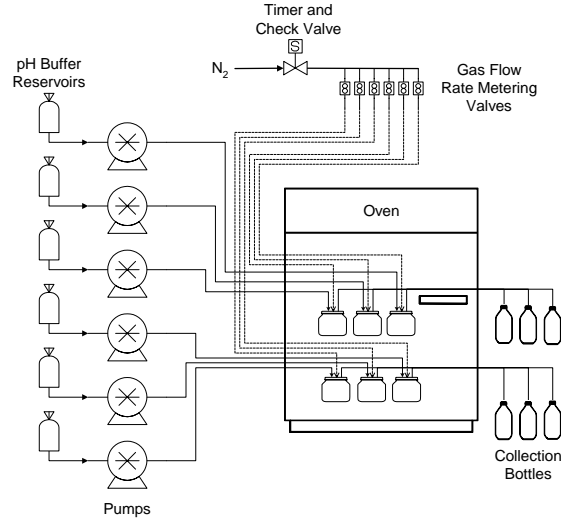 Timer and
Check Valve
S
N₂
pH Buffer
Reservoirs
Gas Flow
Rate Metering
Valves
Oven
Collection
Bottles
Pumps